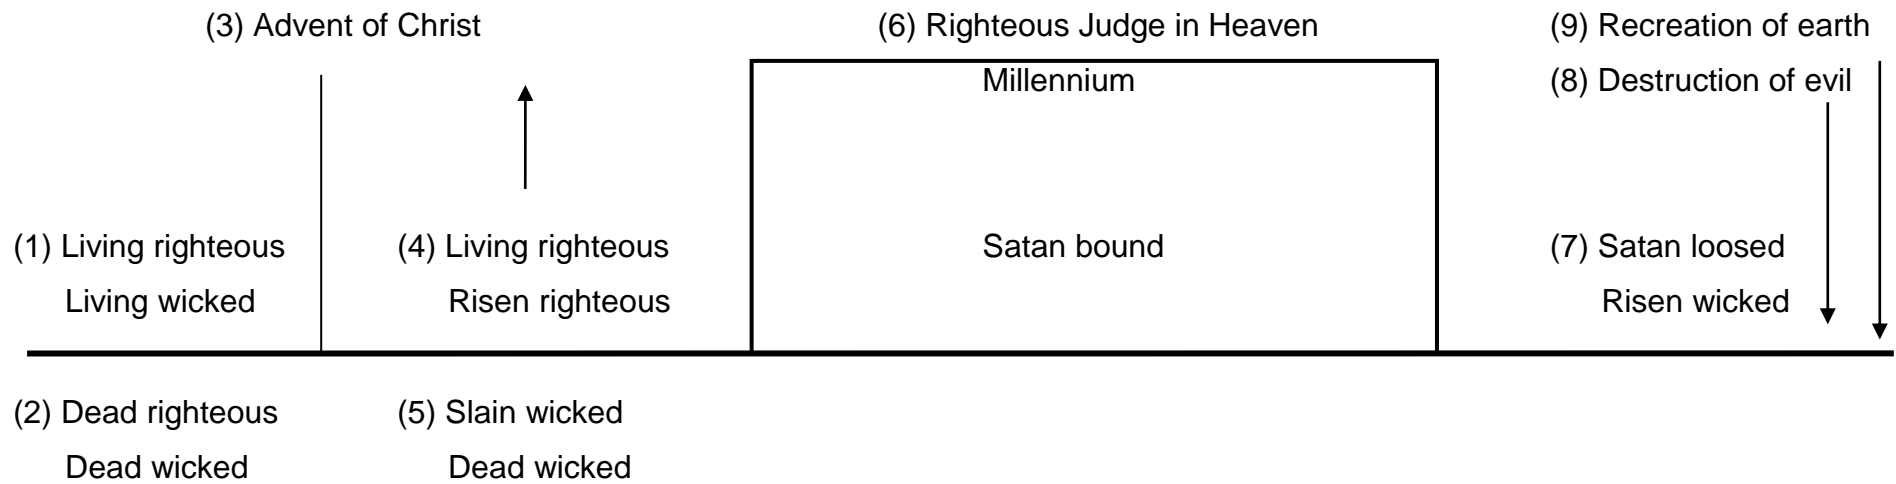 (3) Advent of Christ
(6) Righteous Judge in Heaven
(9) Recreation of earth
Millennium
(8) Destruction of evil
(1) Living righteous
Living wicked
(4) Living righteous
Risen righteous
Satan bound
(7) Satan loosed
Risen wicked
(2) Dead righteous
Dead wicked
(5) Slain wicked
Dead wicked